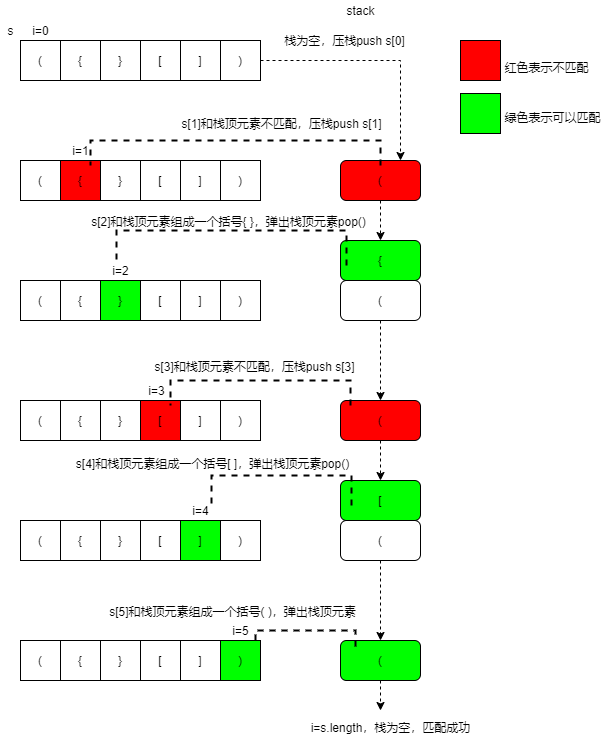 stack
s i=0
栈为空，压栈push s[0]
( { } [ ] )
红色表示不匹配
绿色表示可以匹配
s[1]和栈顶元素不匹配，压栈push s[1]
i=1
( { } [ ] )
(
s[2]和栈顶元素组成一个括号{ }，弹出栈顶元素pop()
{
i=2
( { } [ ] )
(
s[3]和栈顶元素不匹配，压栈push s[3]
i=3
( { } [ ] )
(
s[4]和栈顶元素组成一个括号[ ]，弹出栈顶元素pop()
[
i=4
( { } [ ] )
(
s[5]和栈顶元素组成一个括号( )，弹出栈顶元素
i=5
( { } [ ] )
(
i=s.length，栈为空，匹配成功